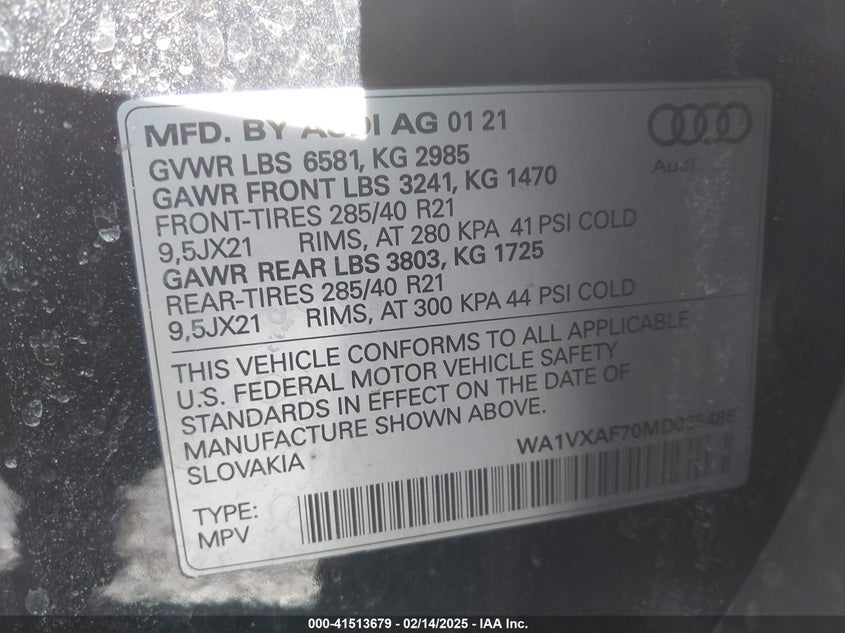 MFD. BY AUDI AG 01 21
Audi
GVWR LBS 6581, KG 2985
GAWR FRONT LBS 3241, KG 1470
FRONT-TIRES 285/40 R21
9,5JX21 RIMS, AT 280 KPA 41 PSI COLD
GAWR REAR LBS 3803, KG 1725
REAR-TIRES 285/40 R21
9,5JX21 RIMS, AT 300 KPA 44 PSI COLD
THIS VEHICLE CONFORMS TO ALL APPLICABLE
U.S. FEDERAL MOTOR VEHICLE SAFETY
STANDARDS IN EFFECT ON THE DATE OF
MANUFACTURE SHOWN ABOVE.
SLOVAKIA
TYPE:
MPV
000-41513679 - 02/14/2025 - IAA Inc.